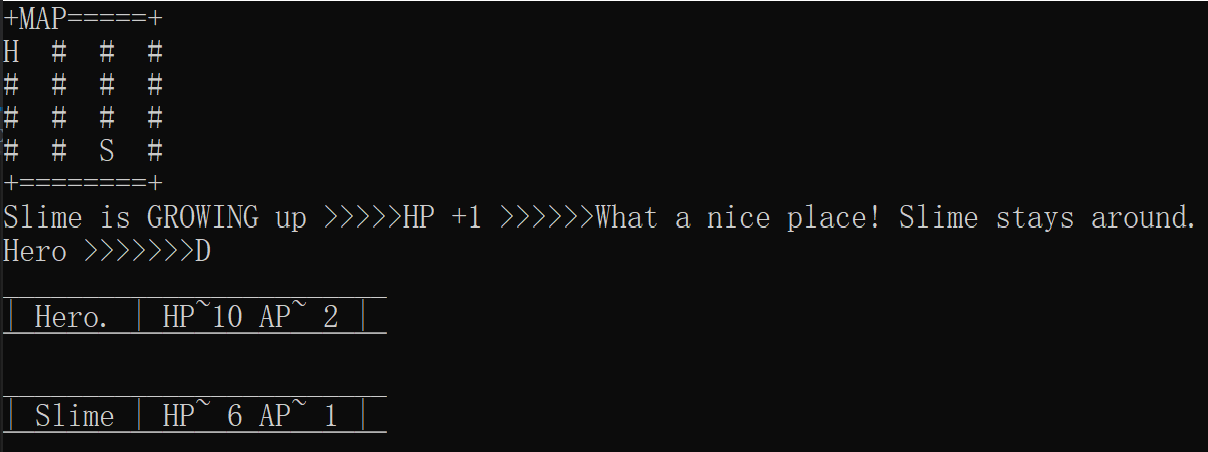 +MAP=====+
H  #  #  #
#  #  #  #
#  #  #  #
#  #  S  #
+========+
Slime is GROWING up >>>>>HP +1 >>>>>>What a nice place! Slime stays around.
Hero >>>>>>>D
| Hero. | HP~10 AP~ 2 |
| Slime | HP~ 6 AP~ 1 |